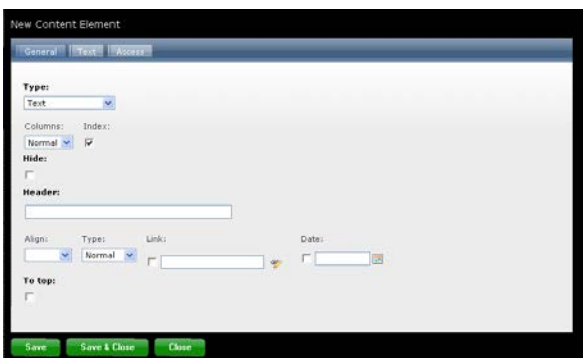 New Content Element
General Text Access
Type:
Text
Columns: Index:
Normal
Hide:
Header:
Align: Type: Link: Date:
Normal
To top:
Save Save & Close Close